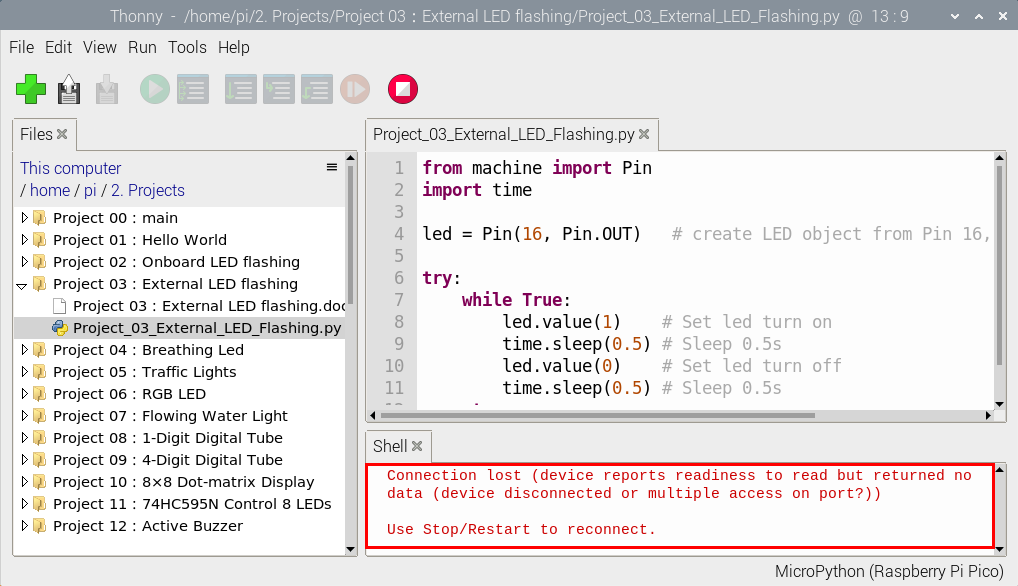 Thonny - /home/pi/2. Projects/Project 03 : External LED flashing/Project_03_External_LED_Flashing.py @ 13 : 9
File Edit View Run Tools Help
Files
This computer
/ home / pi / 2. Projects
Project 00 : main
Project 01 : Hello World
Project 02 : Onboard LED flashing
Project 03 : External LED flashing
Project 03 : External LED flashing.doc
Project_03_External_LED_Flashing.py
Project 04 : Breathing Led
Project 05 : Traffic Lights
Project 06 : RGB LED
Project 07 : Flowing Water Light
Project 08 : 1-Digit Digital Tube
Project 09 : 4-Digit Digital Tube
Project 10 : 8×8 Dot-matrix Display
Project 11 : 74HC595N Control 8 LEDs
Project 12 : Active Buzzer
Project_03_External_LED_Flashing.py
1 from machine import Pin
2 import time
3
4 led = Pin(16, Pin.OUT)   # create LED object from Pin 16,
5
6 try:
7     while True:
8         led.value(1)    # Set led turn on
9         time.sleep(0.5) # Sleep 0.5s
10         led.value(0)    # Set led turn off
11         time.sleep(0.5) # Sleep 0.5s
Shell
Connection lost (device reports readiness to read but returned no
data (device disconnected or multiple access on port?))
Use Stop/Restart to reconnect.
MicroPython (Raspberry Pi Pico)